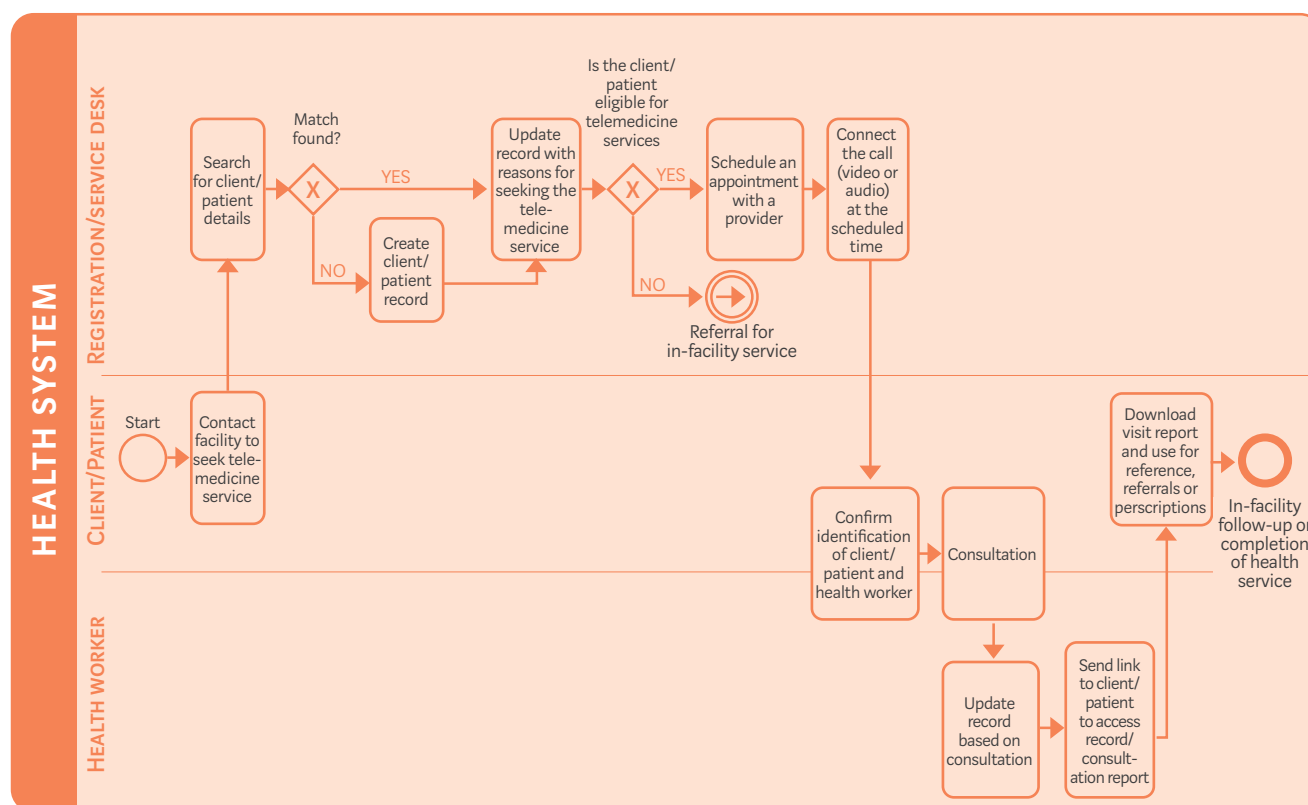 HEALTH SYSTEM
REGISTRATION/SERVICE DESK
Search
for client/
patient
details
Match
found?
X
YES
NO
Create
client/
patient
record
Update
record with
reasons for
seeking the
tele-
medicine
service
Is the client/
patient
eligible for
telemedicine
services
X
YES
NO
Referral for
in-facility service
Schedule an
appointment
with a
provider
Connect
the call
(video or
audio)
at the
scheduled
time
CLIENT/PATIENT
Start
Contact
facility to
seek tele-
medicine
service
Confirm
identification
of client/
patient and
health worker
Consultation
Download
visit report
and use for
reference,
referrals or
perscriptions
In-facility
follow-up or
completion
of health
service
HEALTH WORKER
Update
record
based on
consultation
Send link
to client/
patient
to access
record/
consult-
ation report